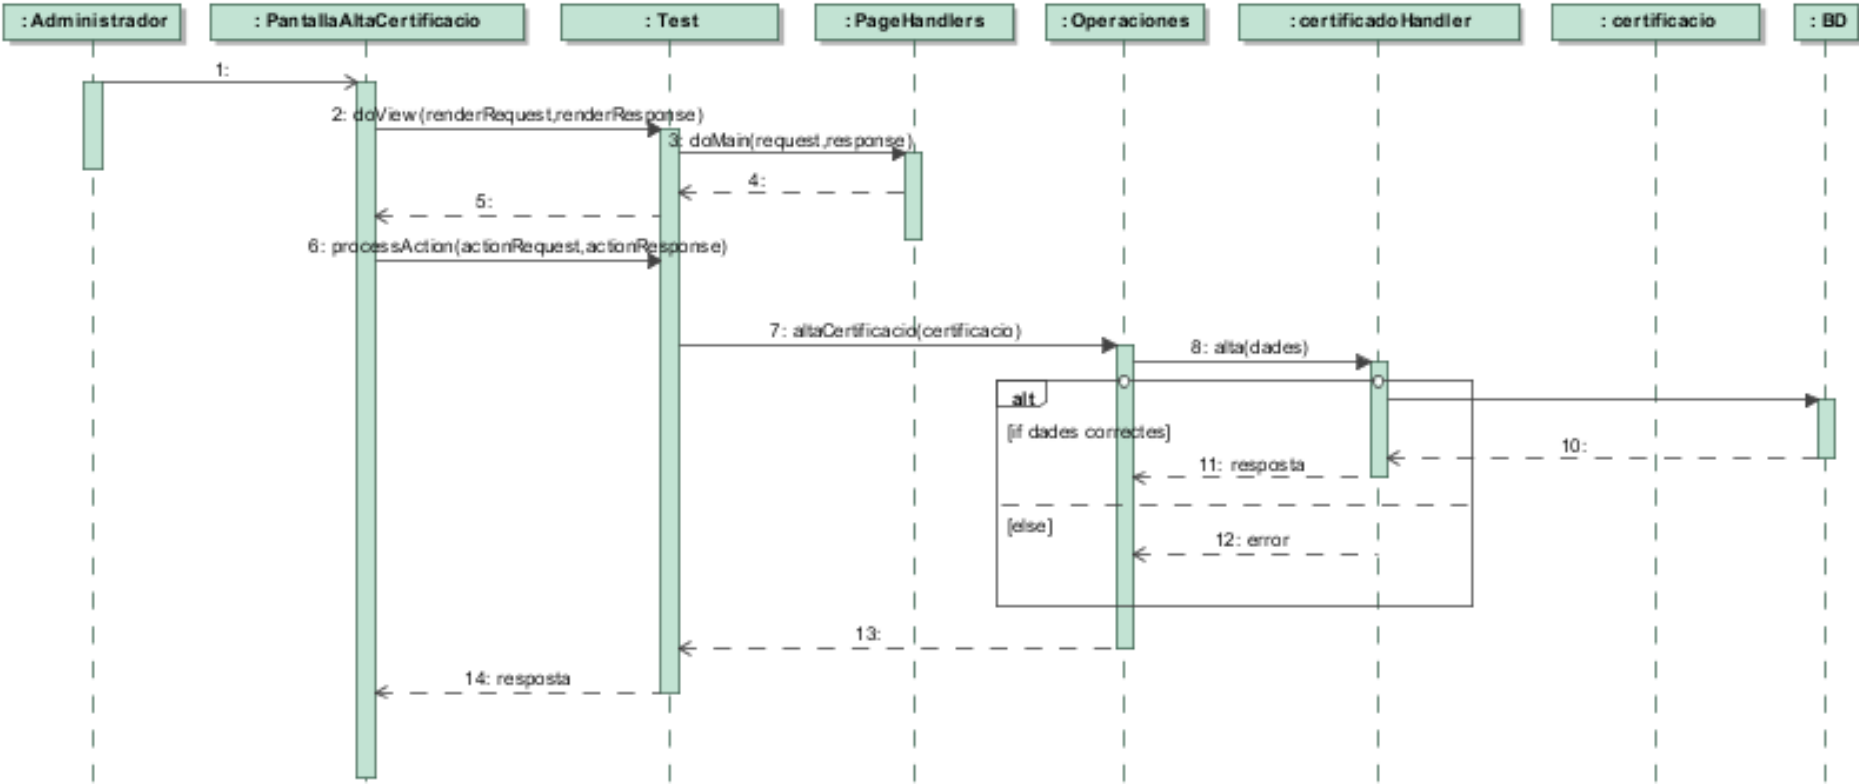 : Administrador
: PantallaAltaCertificacio
: Test
: PageHandlers
: Operaciones
: certificadoHandler
: certificacio
: BD
1:
2: doView(renderRequest,renderResponse)
3: doMain(request,response)
4:
5:
6: processAction(actionRequest,actionResponse)
7: altaCertificacio(certificacio)
8: alta(dades)
alt
[if dades correctes]
10:
11: resposta
[else]
12: error
13:
14: resposta